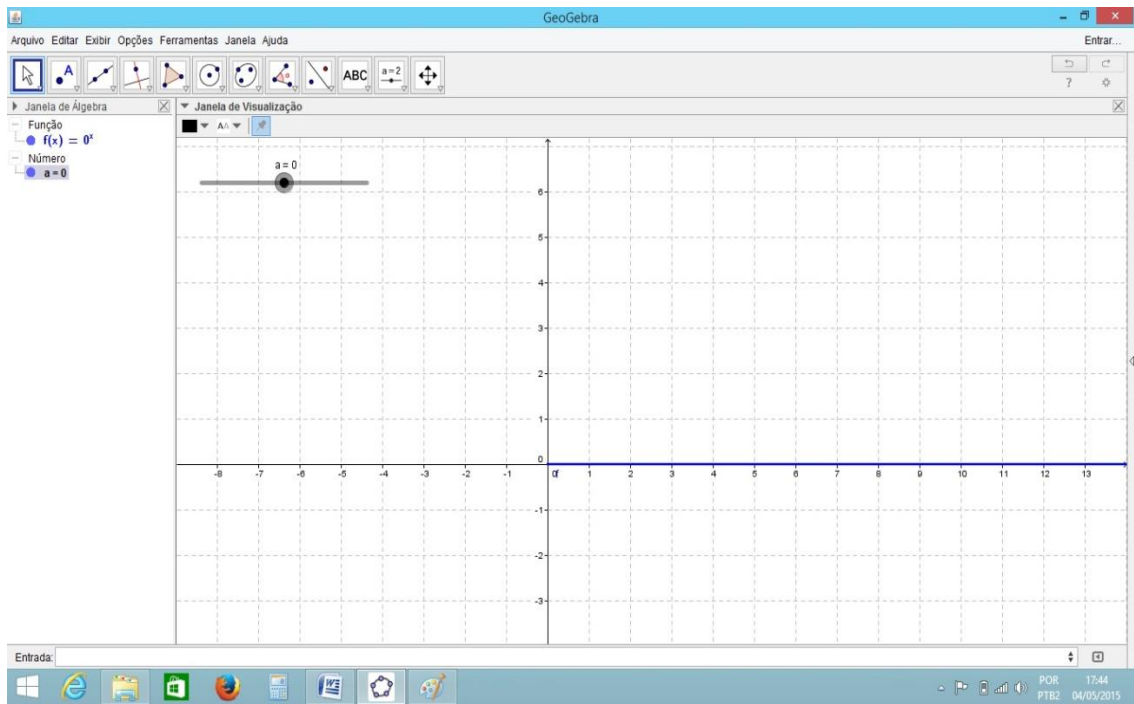 GeoGebra
Arquivo Editar Exibir Opções Ferramentas Janela Ajuda
Entrar...
A
ABC
a=2
?
Janela de Álgebra
Janela de Visualização
Função
f(x) = 0ˣ
Número
a = 0
a = 0
6
5
4
3
2
1
0
-8 -7 -6 -5 -4 -3 -2 -1 0 1 2 3 4 5 6 7 8 9 10 11 12 13
f
-1
-2
-3
Entrada:
POR 17:44
PTB2 04/05/2015